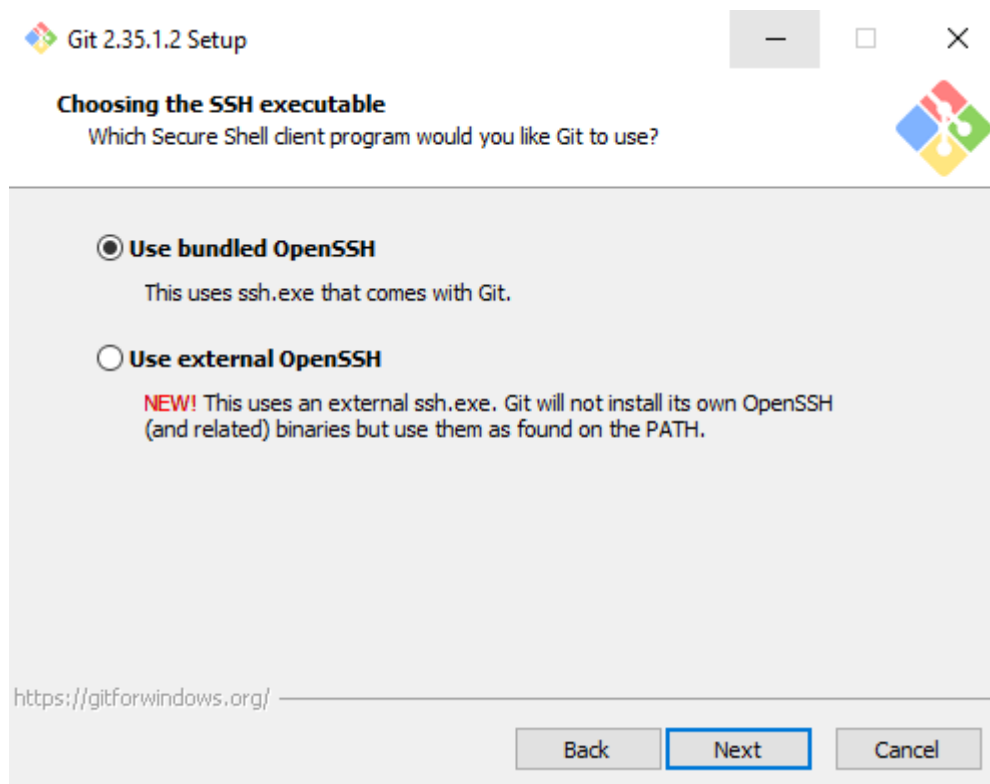 Git 2.35.1.2 Setup
Choosing the SSH executable
Which Secure Shell client program would you like Git to use?
Use bundled OpenSSH
This uses ssh.exe that comes with Git.
Use external OpenSSH
NEW! This uses an external ssh.exe. Git will not install its own OpenSSH
(and related) binaries but use them as found on the PATH.
https://gitforwindows.org/
Back Next Cancel